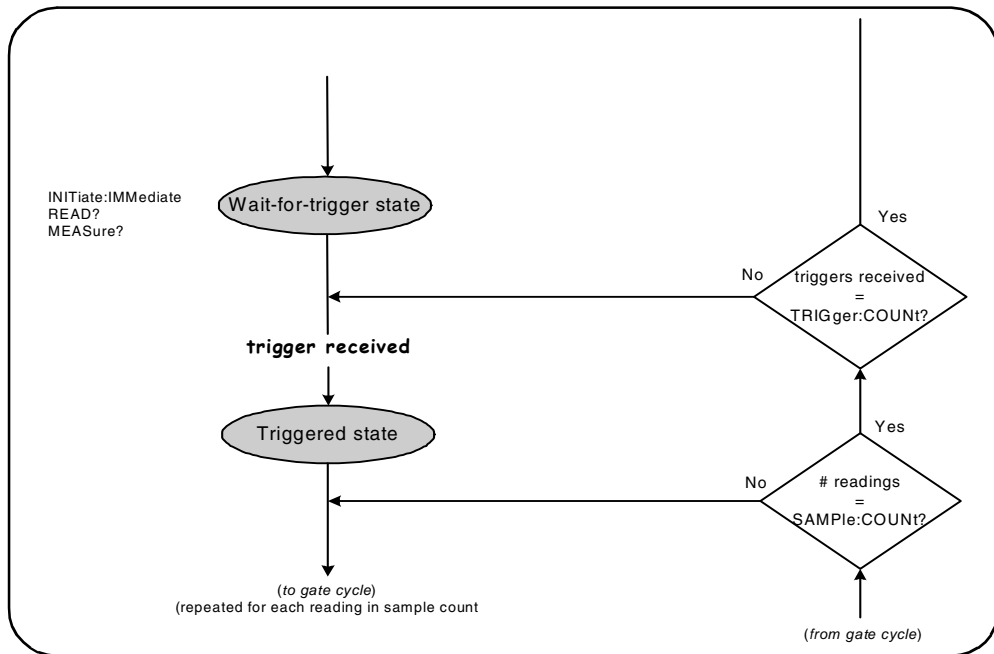 INITiate:IMMediate
READ?
MEASure?
Wait-for-trigger state
Yes
No
triggers received
=
TRIGger:COUNt?
trigger received
Triggered state
Yes
No
# readings
=
SAMPle:COUNt?
(to gate cycle)
(repeated for each reading in sample count
(from gate cycle)